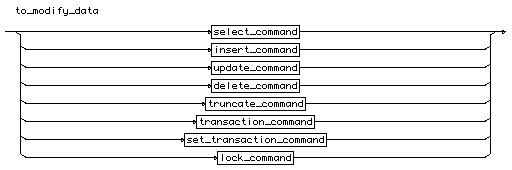 to_modify_data
select_command
insert_command
update_command
delete_command
truncate_command
transaction_command
set_transaction_command
lock_command